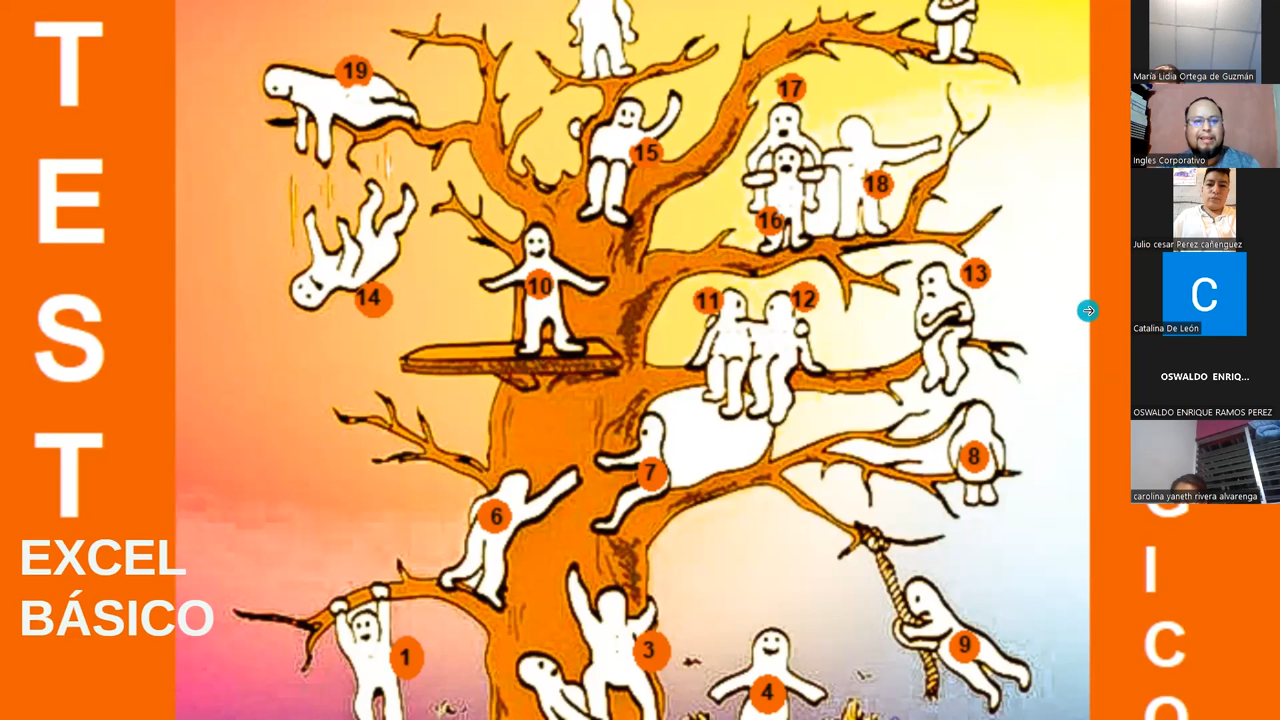 T
E
S
T
EXCEL
BÁSICO
19
17
15
18
16
14
10
11
12
13
7
8
6
1
3
9
4
I
C
O
María Lidia Ortega de Guzmán
Ingles Corporativo
Julio cesar Perez cañenguez
C
Catalina De León
OSWALDO ENRIQ...
OSWALDO ENRIQUE RAMOS PEREZ
carolina yaneth rivera alvarenga